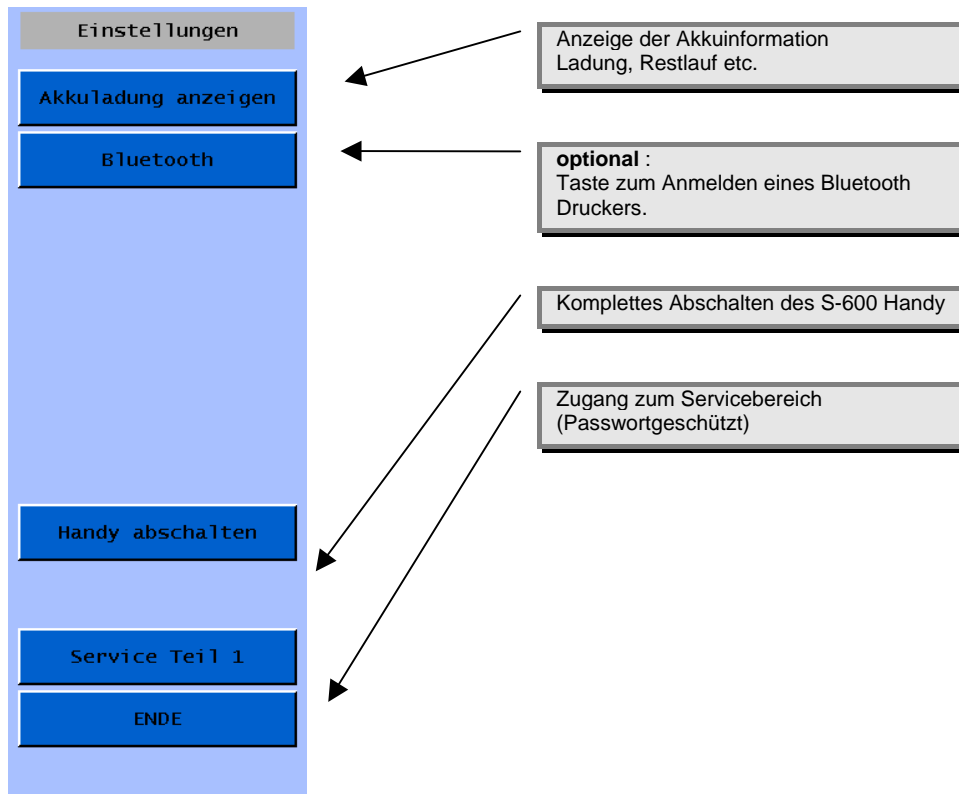 Einstellungen
Akkuladung anzeigen
Bluetooth
Handy abschalten
Service Teil 1
ENDE
Anzeige der Akkuinformation
Ladung, Restlauf etc.
optional :
Taste zum Anmelden eines Bluetooth
Druckers.
Komplettes Abschalten des S-600 Handy
Zugang zum Servicebereich
(Passwortgeschützt)